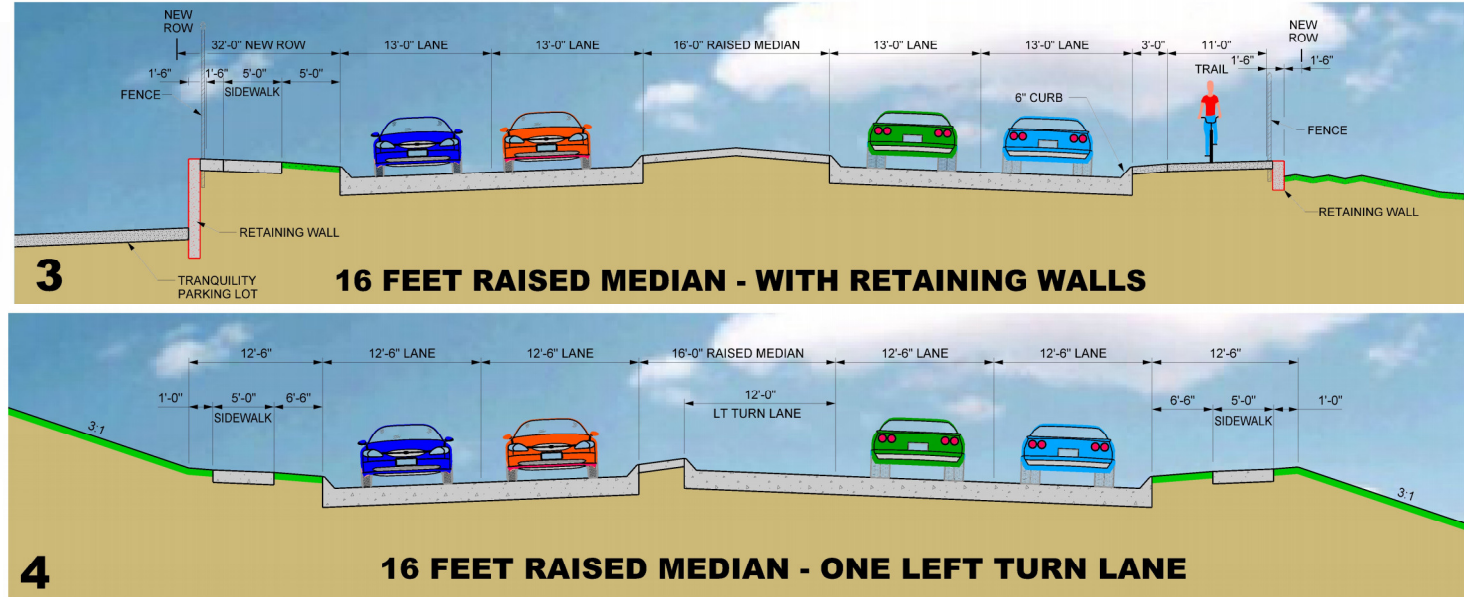 NEW
ROW
32'-0" NEW ROW
13'-0" LANE
13'-0" LANE
16'-0" RAISED MEDIAN
13'-0" LANE
13'-0" LANE
3'-0"
11'-0"
NEW
ROW
1'-6"
1'-6"
5'-0"
5'-0"
SIDEWALK
FENCE
6" CURB
TRAIL
1'-6"
1'-6"
FENCE
RETAINING WALL
RETAINING WALL
TRANQUILITY
PARKING LOT
3
16 FEET RAISED MEDIAN - WITH RETAINING WALLS
12'-6"
12'-6" LANE
12'-6" LANE
16'-0" RAISED MEDIAN
12'-6" LANE
12'-6" LANE
12'-6"
1'-0"
5'-0"
6'-6"
SIDEWALK
12'-0"
LT TURN LANE
6'-6"
5'-0"
1'-0"
SIDEWALK
3:1
3:1
4
16 FEET RAISED MEDIAN - ONE LEFT TURN LANE